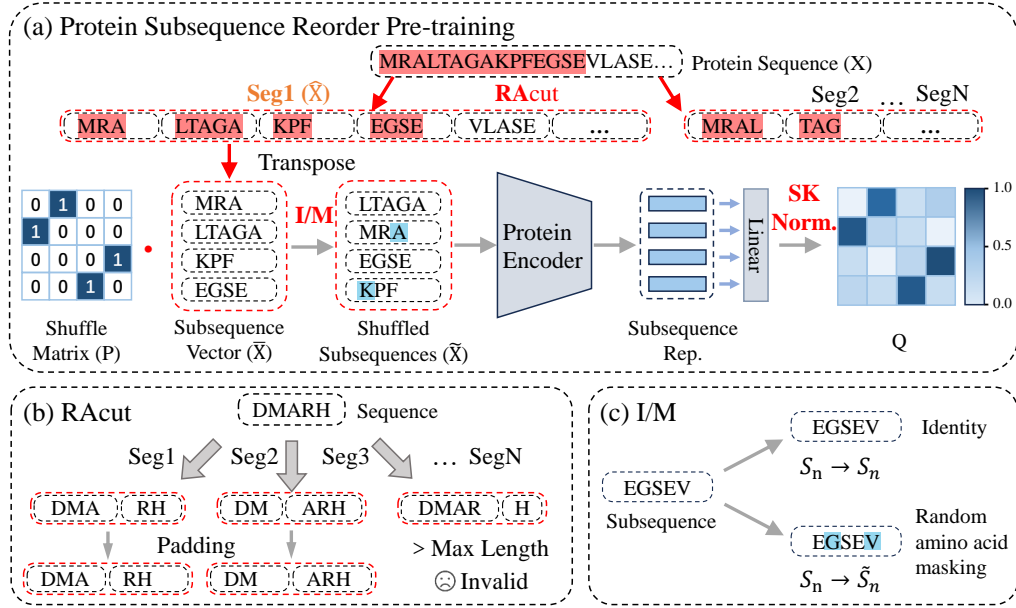 (a) Protein Subsequence Reorder Pre-training
MRALTAGAKPFEGSEVLASE... Protein Sequence (X)
Seg1 (X̂) RAcut Seg2 ... SegN
MRA LTAGA KPF EGSE VLASE ... MRAL TAG ...
Transpose
0 1 0 0
1 0 0 0
0 0 0 1
0 0 1 0
MRA
LTAGA
KPF
EGSE
I/M
LTAGA
MRA
EGSE
KPF
Protein
Encoder
Linear
SK
Norm.
1.0
0.5
0.0
Shuffle
Matrix (P)
Subsequence
Vector (X̄)
Shuffled
Subsequences (X̃)
Subsequence
Rep.
Q
(b) RAcut
DMARH Sequence
Seg1 Seg2 Seg3 ... SegN
DMA RH DM ARH DMAR H
Padding > Max Length
DMA RH DM ARH Invalid
(c) I/M
EGSEV
Subsequence
EGSEV Identity
Sₙ → Sₙ
EGSEV Random
amino acid
masking
Sₙ → S̃ₙ